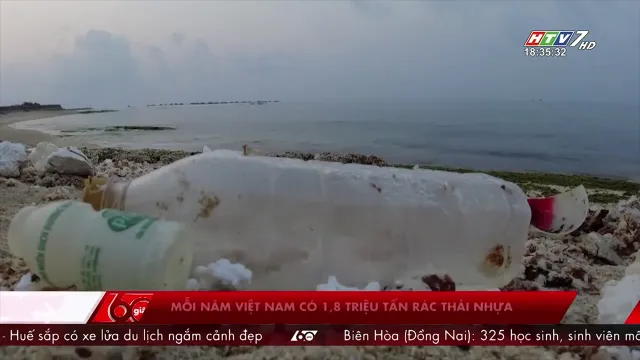 HTV7 HD
18:35:32
60 giây
MỖI NĂM VIỆT NAM CÓ 1,8 TRIỆU TẤN RÁC THẢI NHỰA
- Huế sắp có xe lửa du lịch ngắm cảnh đẹp 60 Biên Hòa (Đồng Nai): 325 học sinh, sinh viên